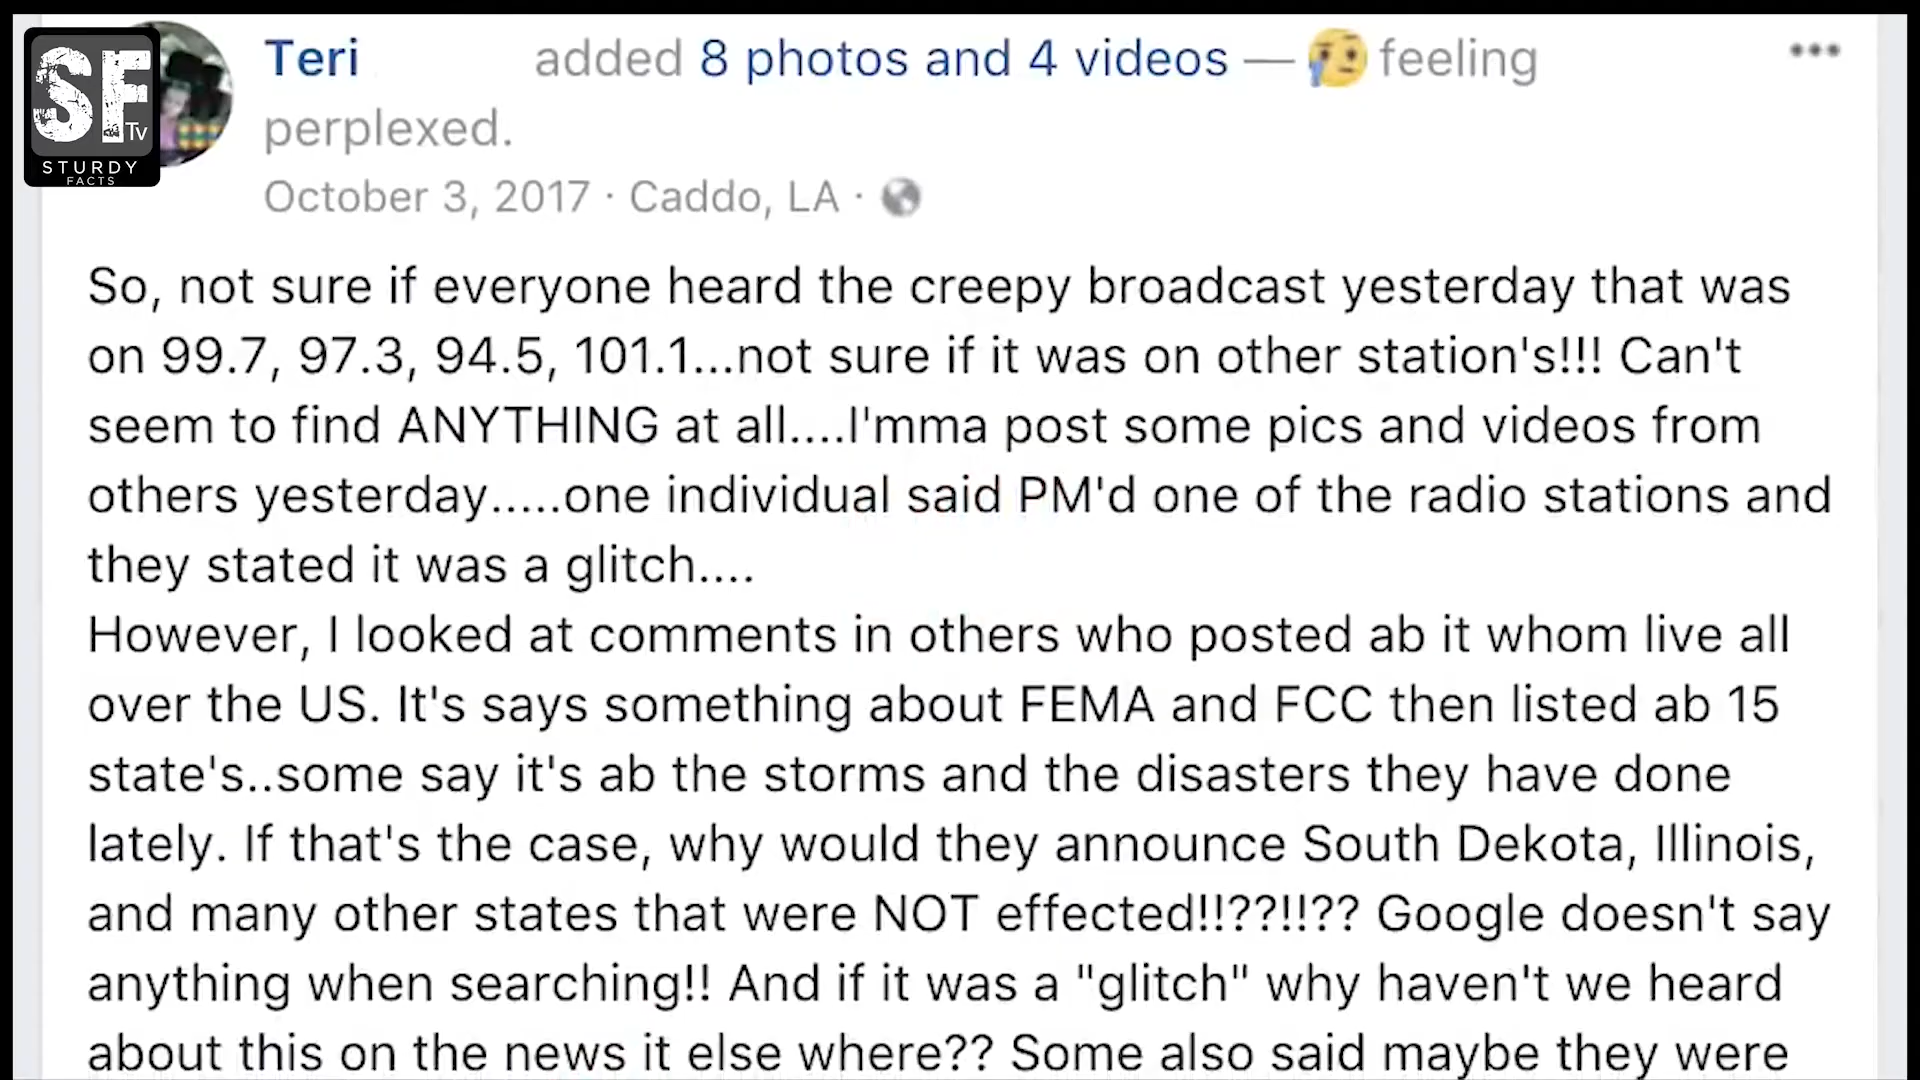 SF
Tv
STURDY
FACTS
Teri added 8 photos and 4 videos — feeling
perplexed.
October 3, 2017 · Caddo, LA ·
So, not sure if everyone heard the creepy broadcast yesterday that was
on 99.7, 97.3, 94.5, 101.1...not sure if it was on other station's!!! Can't
seem to find ANYTHING at all....I'mma post some pics and videos from
others yesterday.....one individual said PM'd one of the radio stations and
they stated it was a glitch....
However, I looked at comments in others who posted ab it whom live all
over the US. It's says something about FEMA and FCC then listed ab 15
state's..some say it's ab the storms and the disasters they have done
lately. If that's the case, why would they announce South Dekota, Illinois,
and many other states that were NOT effected!!??!!?? Google doesn't say
anything when searching!! And if it was a "glitch" why haven't we heard
about this on the news it else where?? Some also said maybe they were